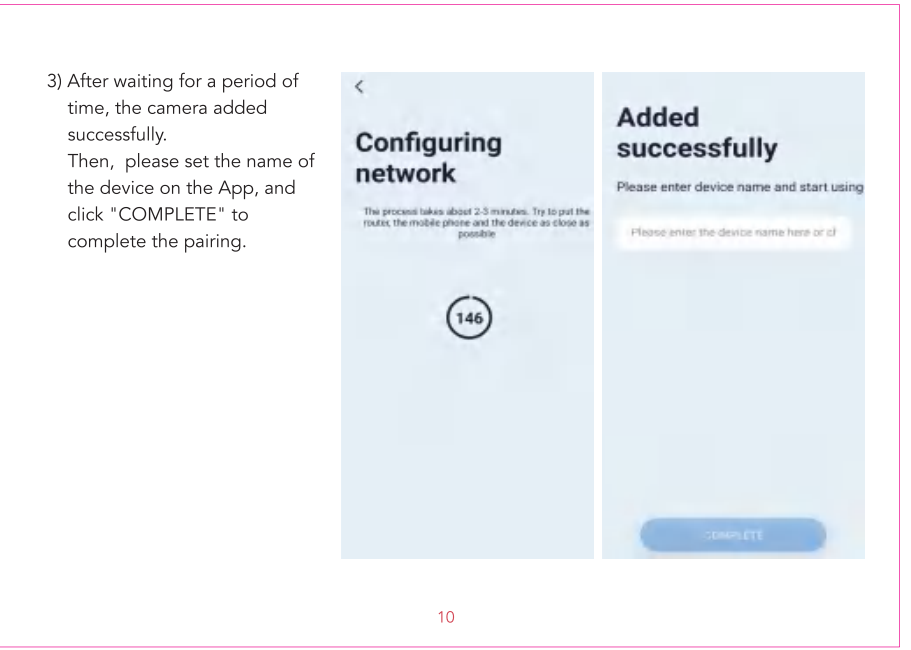 3) After waiting for a period of
time, the camera added
successfully.
Then, please set the name of
the device on the App, and
click "COMPLETE" to
complete the pairing.
Configuring
network
The process takes about 2-3 minutes. Try to put the
router, the mobile phone and the device as close as
possible
146
Added
successfully
Please enter device name and start using
Please enter the device name here or cl
COMPLETE
10